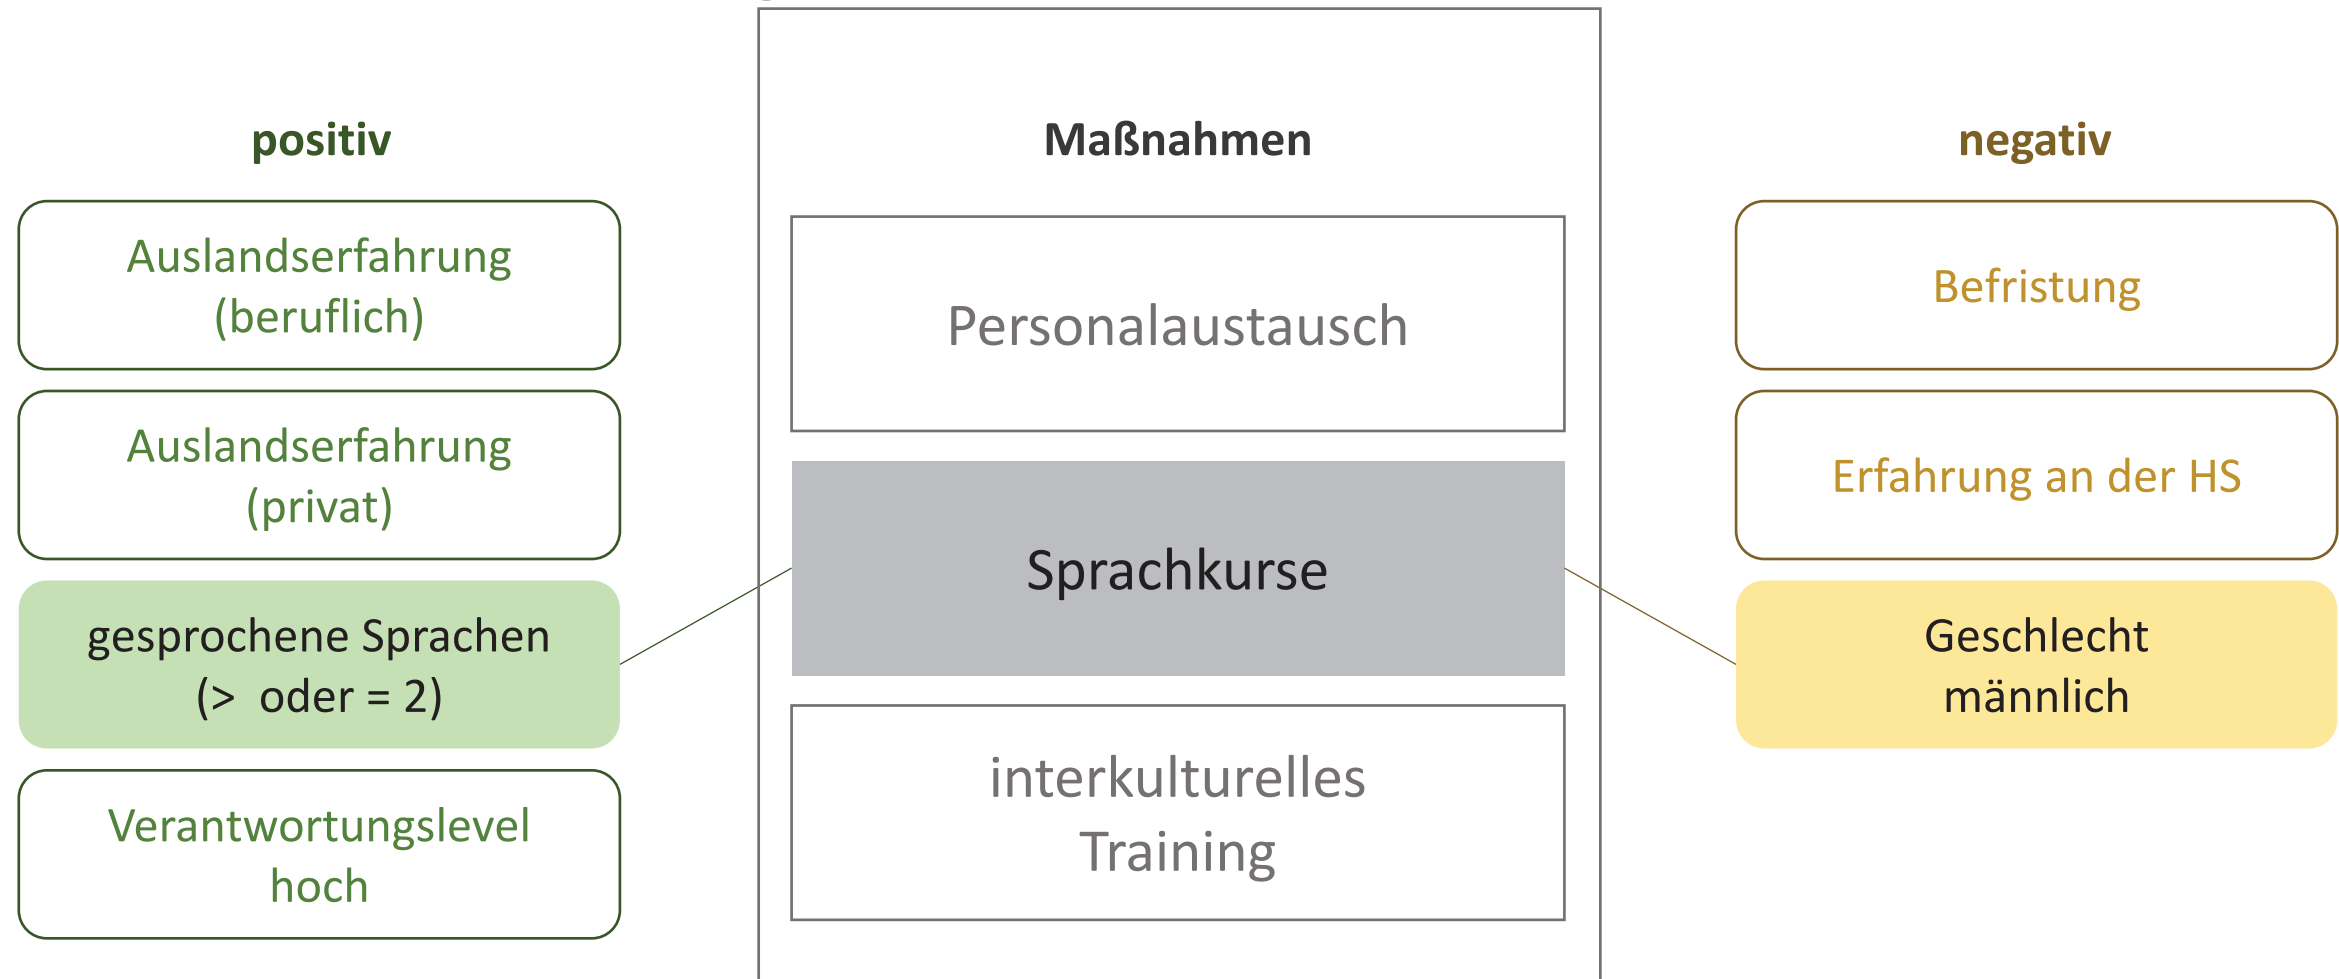 positiv
Auslandserfahrung
(beruflich)
Auslandserfahrung
(privat)
gesprochene Sprachen
(> oder = 2)
Verantwortungslevel
hoch
Maßnahmen
Personalaustausch
Sprachkurse
interkulturelles
Training
negativ
Befristung
Erfahrung an der HS
Geschlecht
männlich